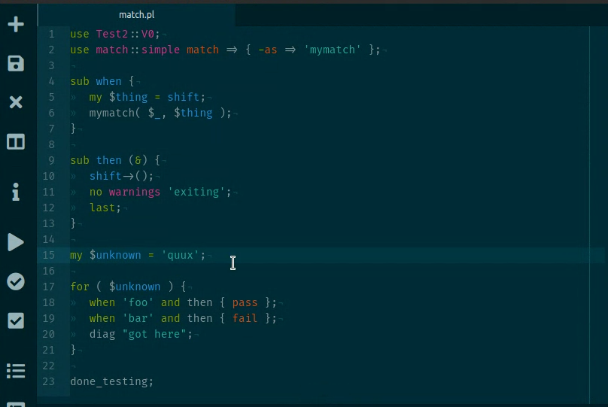 match.pl
1 use Test2::V0;
2 use match::simple match => { -as => 'mymatch' };
3
4 sub when {
5 my $thing = shift;
6 mymatch( $_, $thing );
7 }
8
9 sub then (&) {
10 shift->();
11 no warnings 'exiting';
12 last;
13 }
14
15 my $unknown = 'quux';
16
17 for ( $unknown ) {
18 when 'foo' and then { pass };
19 when 'bar' and then { fail };
20 diag "got here";
21 }
22
23 done_testing;